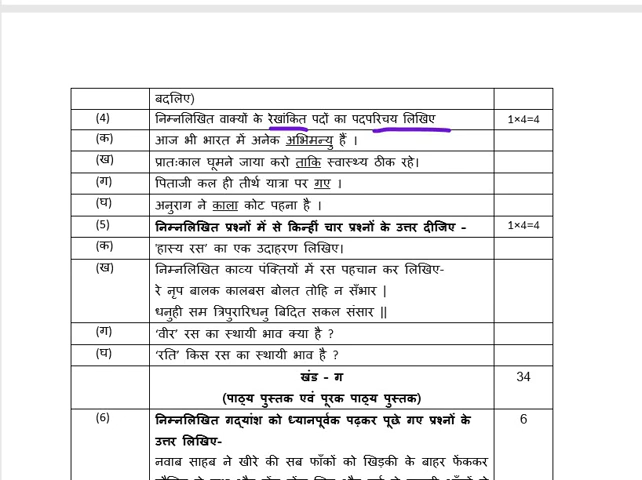 बदलिए)
(4) निम्नलिखित वाक्यों के रेखांकित पदों का पदपरिचय लिखिए 1×4=4
(क) आज भी भारत में अनेक अभिमन्यु हैं ।
(ख) प्रातःकाल घूमने जाया करो ताकि स्वास्थ्य ठीक रहे।
(ग) पिताजी कल ही तीर्थ यात्रा पर गए ।
(घ) अनुराग ने काला कोट पहना है ।
(5) निम्नलिखित प्रश्नों में से किन्हीं चार प्रश्नों के उत्तर दीजिए – 1×4=4
(क) 'हास्य रस' का एक उदाहरण लिखिए।
(ख) निम्नलिखित काव्य पंक्तियों में रस पहचान कर लिखिए-
रे नृप बालक कालबस बोलत तोहि न सँभार |
धनुही सम त्रिपुरारिधनु बिदित सकल संसार ||
(ग) 'वीर' रस का स्थायी भाव क्या है ?
(घ) 'रति' किस रस का स्थायी भाव है ?
खंड – ग 34
(पाठ्य पुस्तक एवं पूरक पाठ्य पुस्तक)
(6) निम्नलिखित गद्यांश को ध्यानपूर्वक पढ़कर पूछे गए प्रश्नों के 6
उत्तर लिखिए-
नवाब साहब ने खीरे की सब फाँकों को खिड़की के बाहर फेंककर